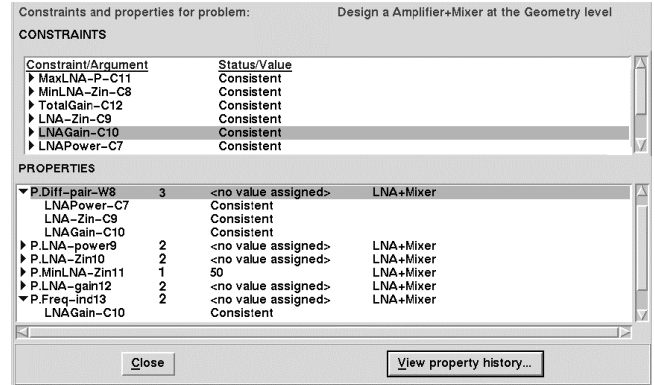 Constraints and properties for problem: Design a Amplifier+Mixer at the Geometry level
CONSTRAINTS
Constraint/Argument Status/Value
MaxLNA-P-C11 Consistent
MinLNA-Zin-C8 Consistent
TotalGain-C12 Consistent
LNA-Zin-C9 Consistent
LNAGain-C10 Consistent
LNAPower-C7 Consistent
PROPERTIES
P.Diff-pair-W8 3 <no value assigned> LNA+Mixer
LNAPower-C7 Consistent
LNA-Zin-C9 Consistent
LNAGain-C10 Consistent
P.LNA-power9 2 <no value assigned> LNA+Mixer
P.LNA-Zin10 2 <no value assigned> LNA+Mixer
P.MinLNA-Zin11 1 50 LNA+Mixer
P.LNA-gain12 2 <no value assigned> LNA+Mixer
P.Freq-ind13 2 <no value assigned> LNA+Mixer
LNAGain-C10 Consistent
Close View property history...